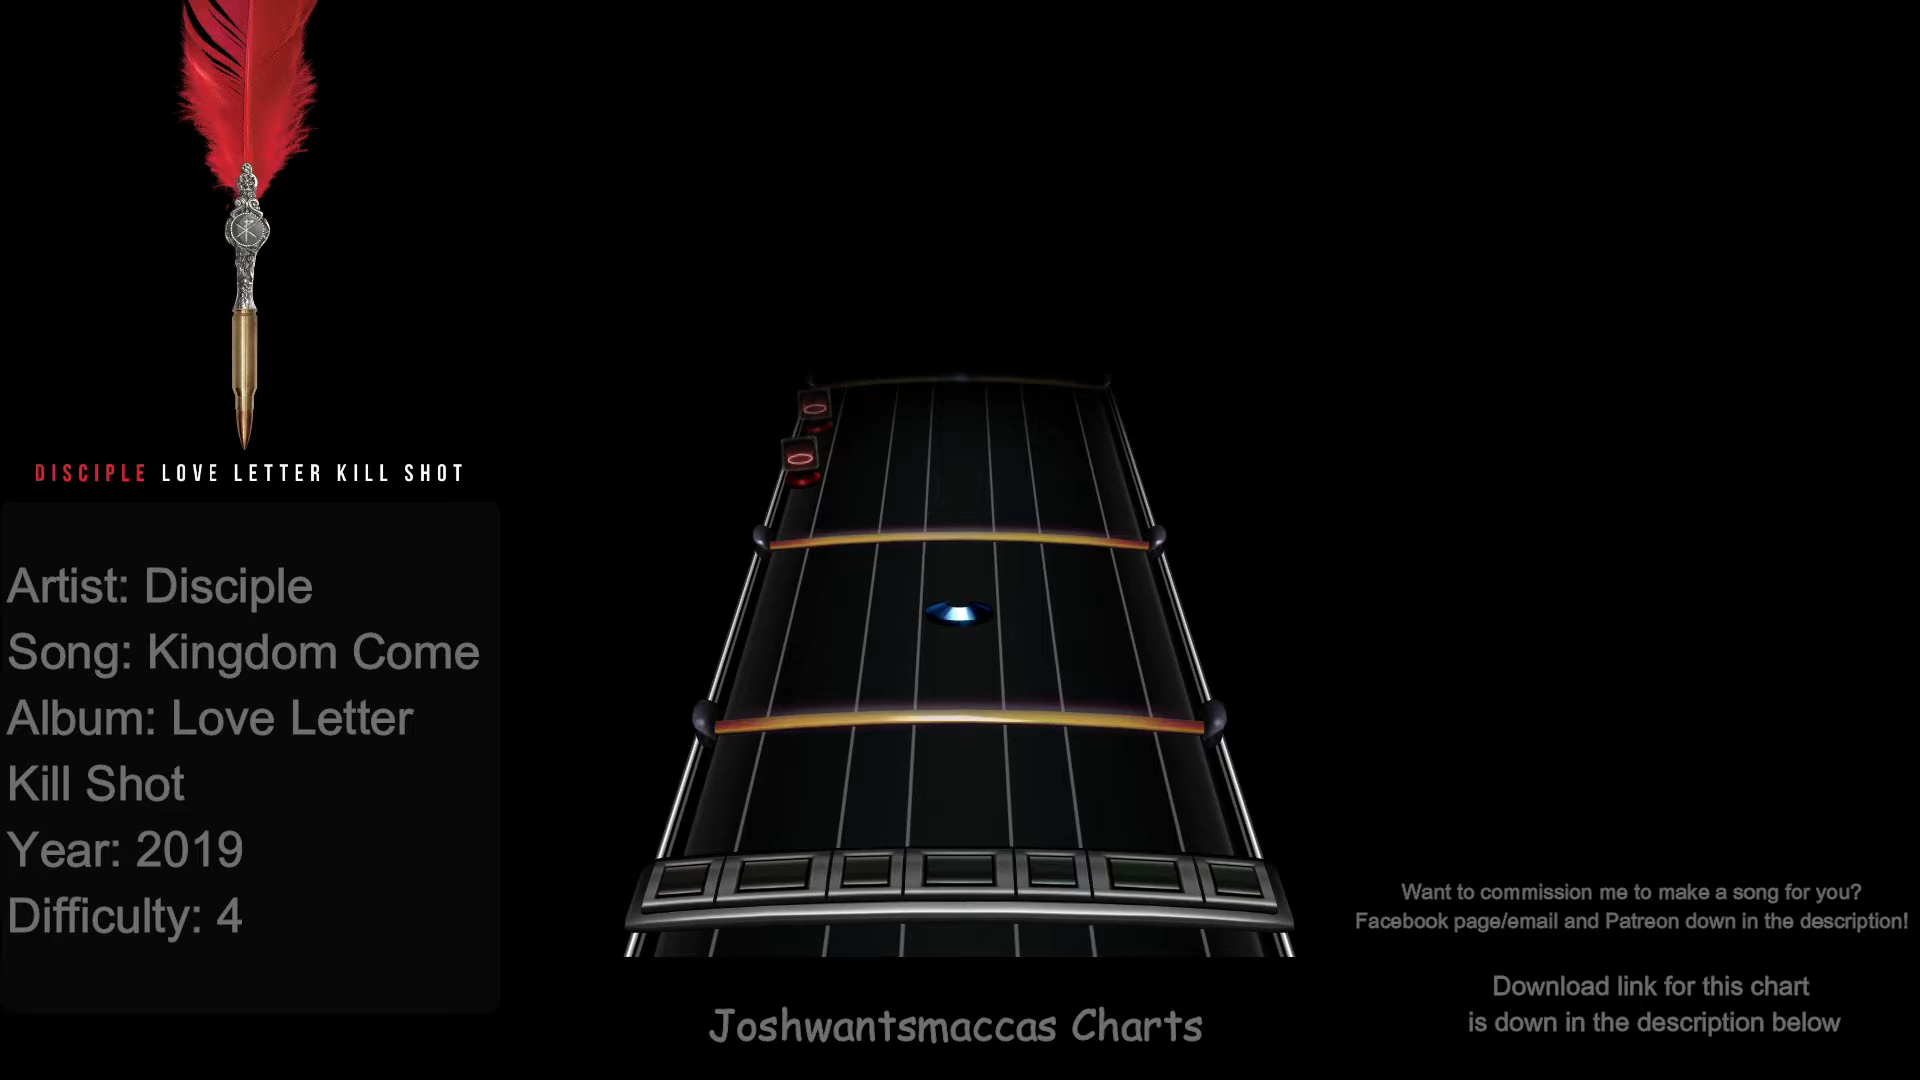 DISCIPLE LOVE LETTER KILL SHOT
Artist: Disciple
Song: Kingdom Come
Album: Love Letter
Kill Shot
Year: 2019
Difficulty: 4
Want to commission me to make a song for you?
Facebook page/email and Patreon down in the description!
Download link for this chart
is down in the description below
Joshwantsmaccas Charts